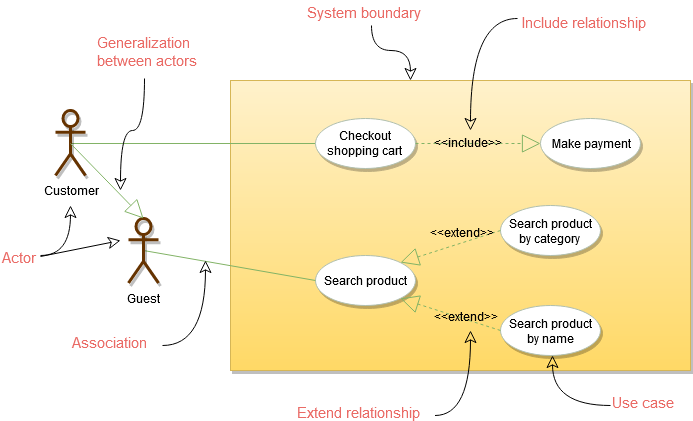 System boundary
Include relationship
Generalization
between actors
Checkout
shopping cart
<<include>>
Make payment
Customer
Search product
by category
<<extend>>
Actor
Search product
Guest
<<extend>>
Search product
by name
Association
Extend relationship
Use case